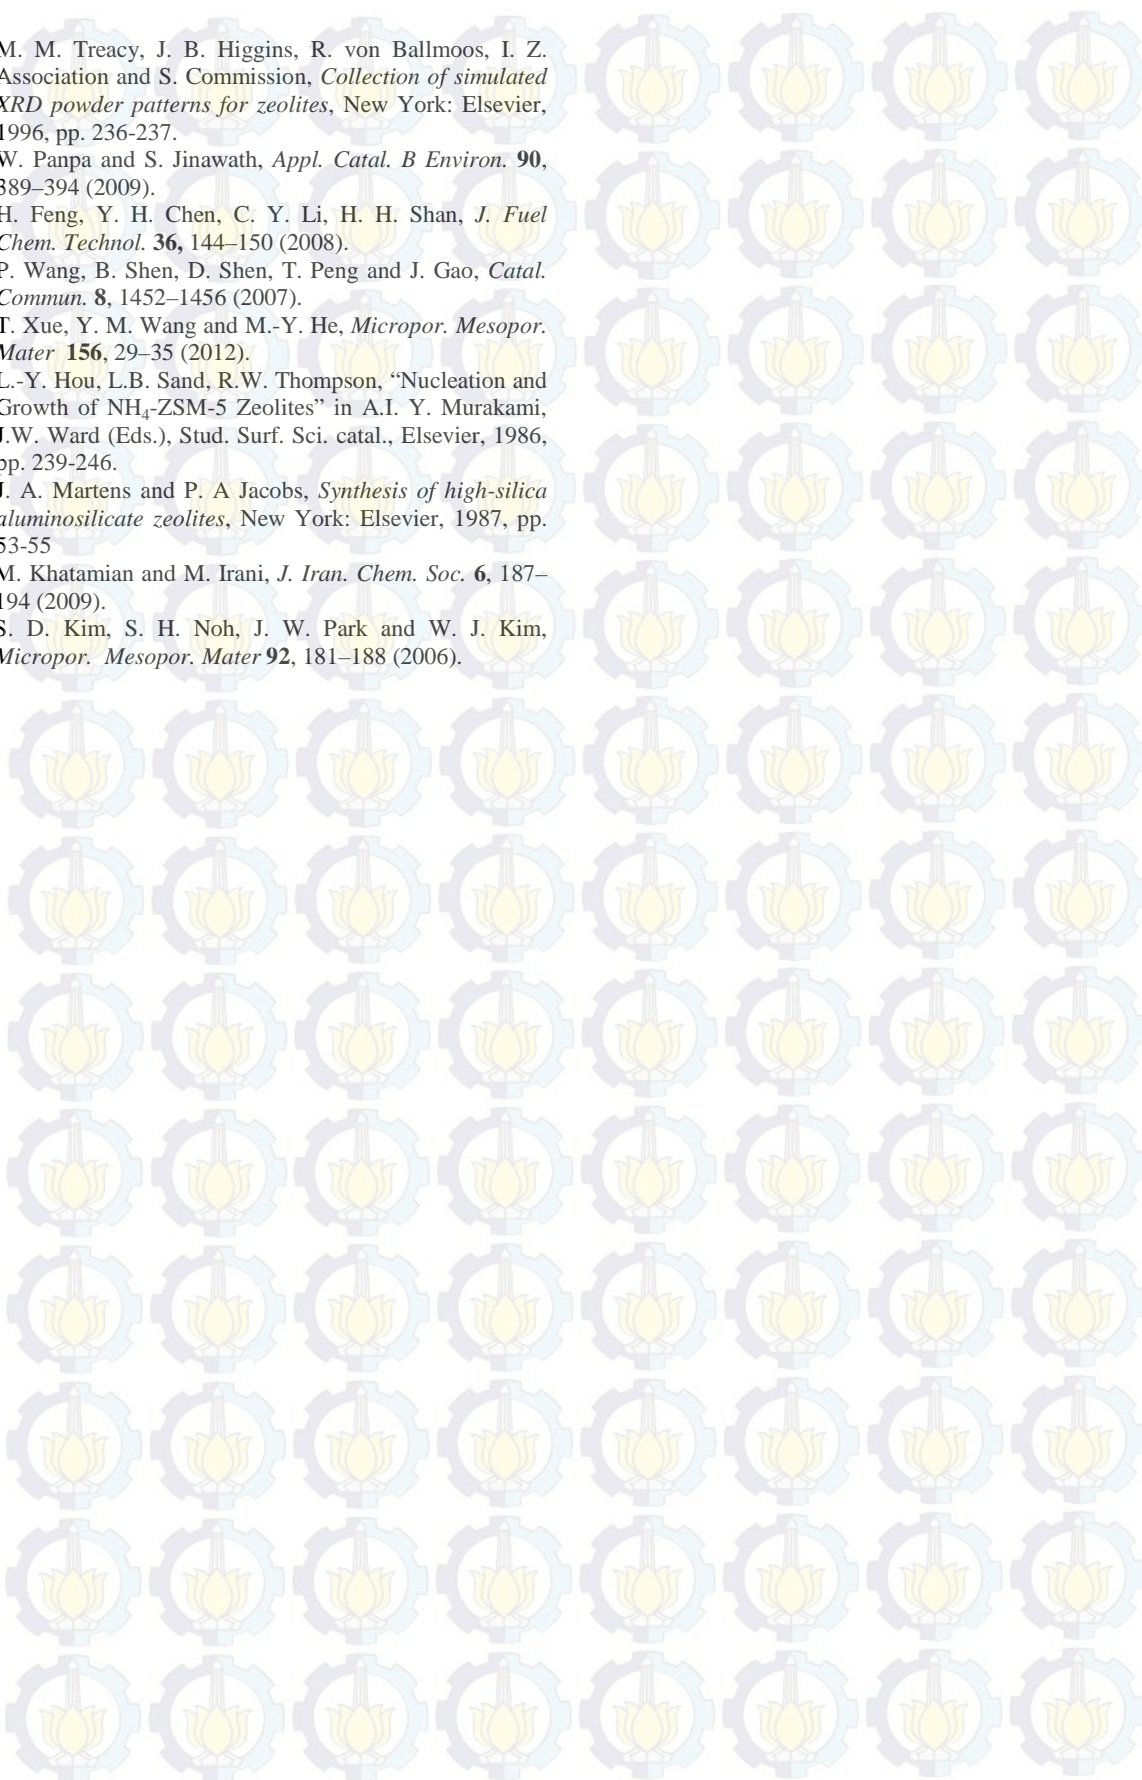 M. M. Treacy, J. B. Higgins, R. von Ballmoos, I. Z.
Association and S. Commission, Collection of simulated
XRD powder patterns for zeolites, New York: Elsevier,
1996, pp. 236-237.
W. Panpa and S. Jinawath, Appl. Catal. B Environ. 90,
389–394 (2009).
H. Feng, Y. H. Chen, C. Y. Li, H. H. Shan, J. Fuel
Chem. Technol. 36, 144–150 (2008).
P. Wang, B. Shen, D. Shen, T. Peng and J. Gao, Catal.
Commun. 8, 1452–1456 (2007).
T. Xue, Y. M. Wang and M.-Y. He, Micropor. Mesopor.
Mater 156, 29–35 (2012).
L.-Y. Hou, L.B. Sand, R.W. Thompson, “Nucleation and
Growth of NH₄-ZSM-5 Zeolites” in A.I. Y. Murakami,
J.W. Ward (Eds.), Stud. Surf. Sci. catal., Elsevier, 1986,
pp. 239-246.
J. A. Martens and P. A Jacobs, Synthesis of high-silica
aluminosilicate zeolites, New York: Elsevier, 1987, pp.
53-55
M. Khatamian and M. Irani, J. Iran. Chem. Soc. 6, 187–
194 (2009).
S. D. Kim, S. H. Noh, J. W. Park and W. J. Kim,
Micropor. Mesopor. Mater 92, 181–188 (2006).